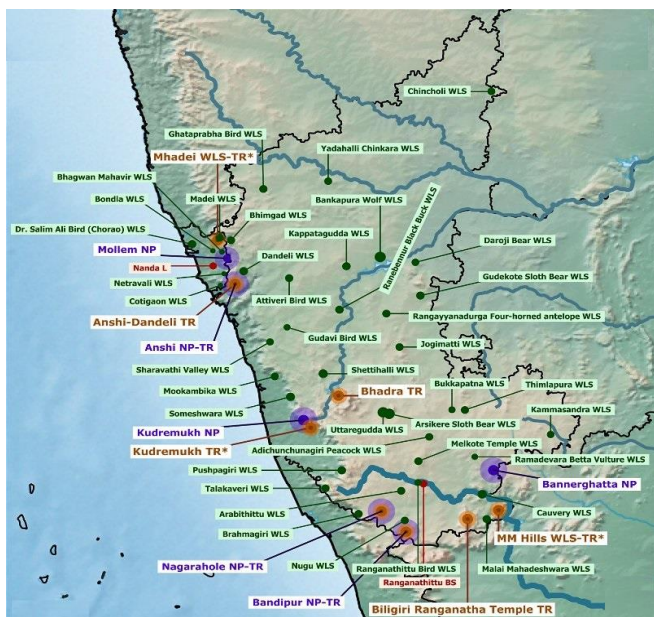 Chincholi WLS
Ghataprabha Bird WLS
Yadahalli Chinkara WLS
Mhadei WLS-TR*
Bhagwan Mahavir WLS
Bondla WLS
Madei WLS
Bankapura Wolf WLS
Ranebennur Black Buck WLS
Bhimgad WLS
Dr. Salim Ali Bird (Chorao) WLS
Kappatagudda WLS
Daroji Bear WLS
Mollem NP
Dandeli WLS
Nanda L
Gudekote Sloth Bear WLS
Netravali WLS
Cotigaon WLS
Attiveri Bird WLS
Rangayyanadurga Four-horned antelope WLS
Anshi-Dandeli TR
Gudavi Bird WLS
Anshi NP-TR
Jogimatti WLS
Sharavathi Valley WLS
Shettihalli WLS
Mookambika WLS
Bhadra TR
Bukkapatna WLS
Thimlapura WLS
Someshwara WLS
Kammasandra WLS
Kudremukh NP
Uttaregudda WLS
Arsikere Sloth Bear WLS
Kudremukh TR*
Adichunchunagiri Peacock WLS
Melkote Temple WLS
Ramadevara Betta Vulture WLS
Pushpagiri WLS
Bannerghatta NP
Talakaveri WLS
Arabithittu WLS
Cauvery WLS
Brahmagiri WLS
MM Hills WLS-TR*
Nagarahole NP-TR
Nugu WLS
Ranganathittu Bird WLS
Malai Mahadeshwara WLS
Ranganathittu BS
Bandipur NP-TR
Biligiri Ranganatha Temple TR